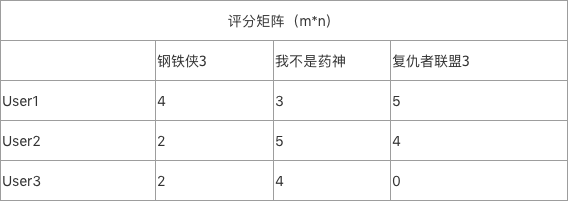 评分矩阵（m*n）
钢铁侠3 我不是药神 复仇者联盟3
User1 4 3 5
User2 2 5 4
User3 2 4 0